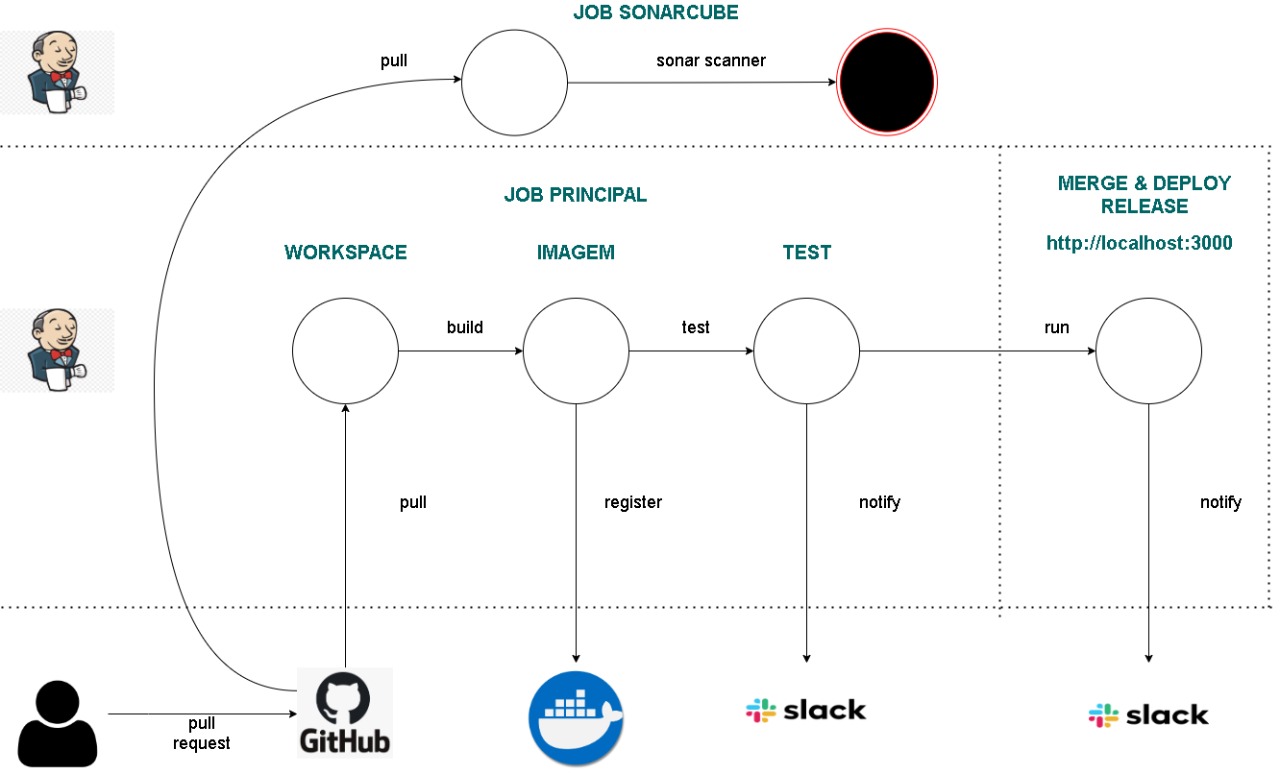 JOB SONARCUBE
pull
sonar scanner
JOB PRINCIPAL
MERGE & DEPLOY
RELEASE
http://localhost:3000
WORKSPACE
IMAGEM
TEST
build
test
run
pull
register
notify
notify
pull
request
GitHub
slack
slack